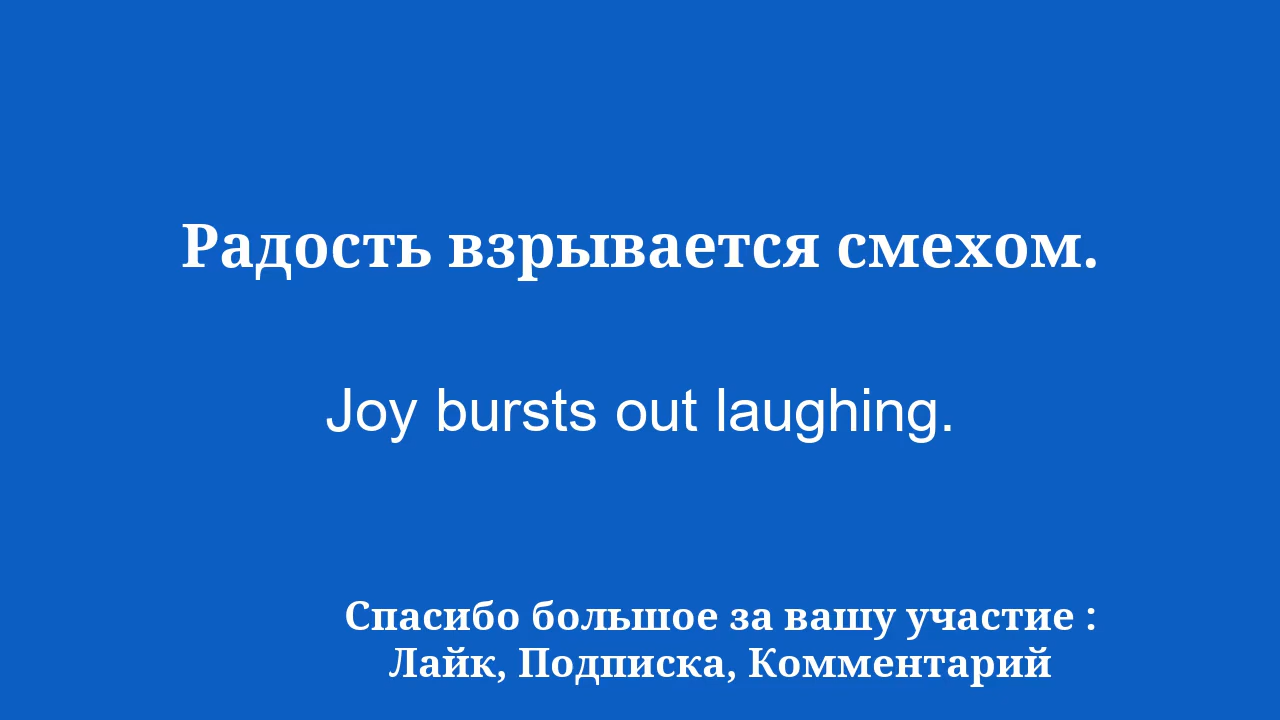 Радость взрывается смехом.
Joy bursts out laughing.
Спасибо большое за вашу участие :
Лайк, Подписка, Комментарий